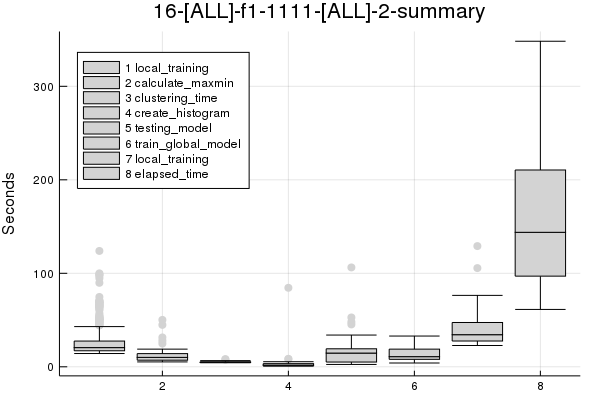 16-[ALL]-f1-1111-[ALL]-2-summary
1 local_training
2 calculate_maxmin
3 clustering_time
4 create_histogram
5 testing_model
6 train_global_model
7 local_training
8 elapsed_time
Seconds
300
200
100
0
2 4 6 8